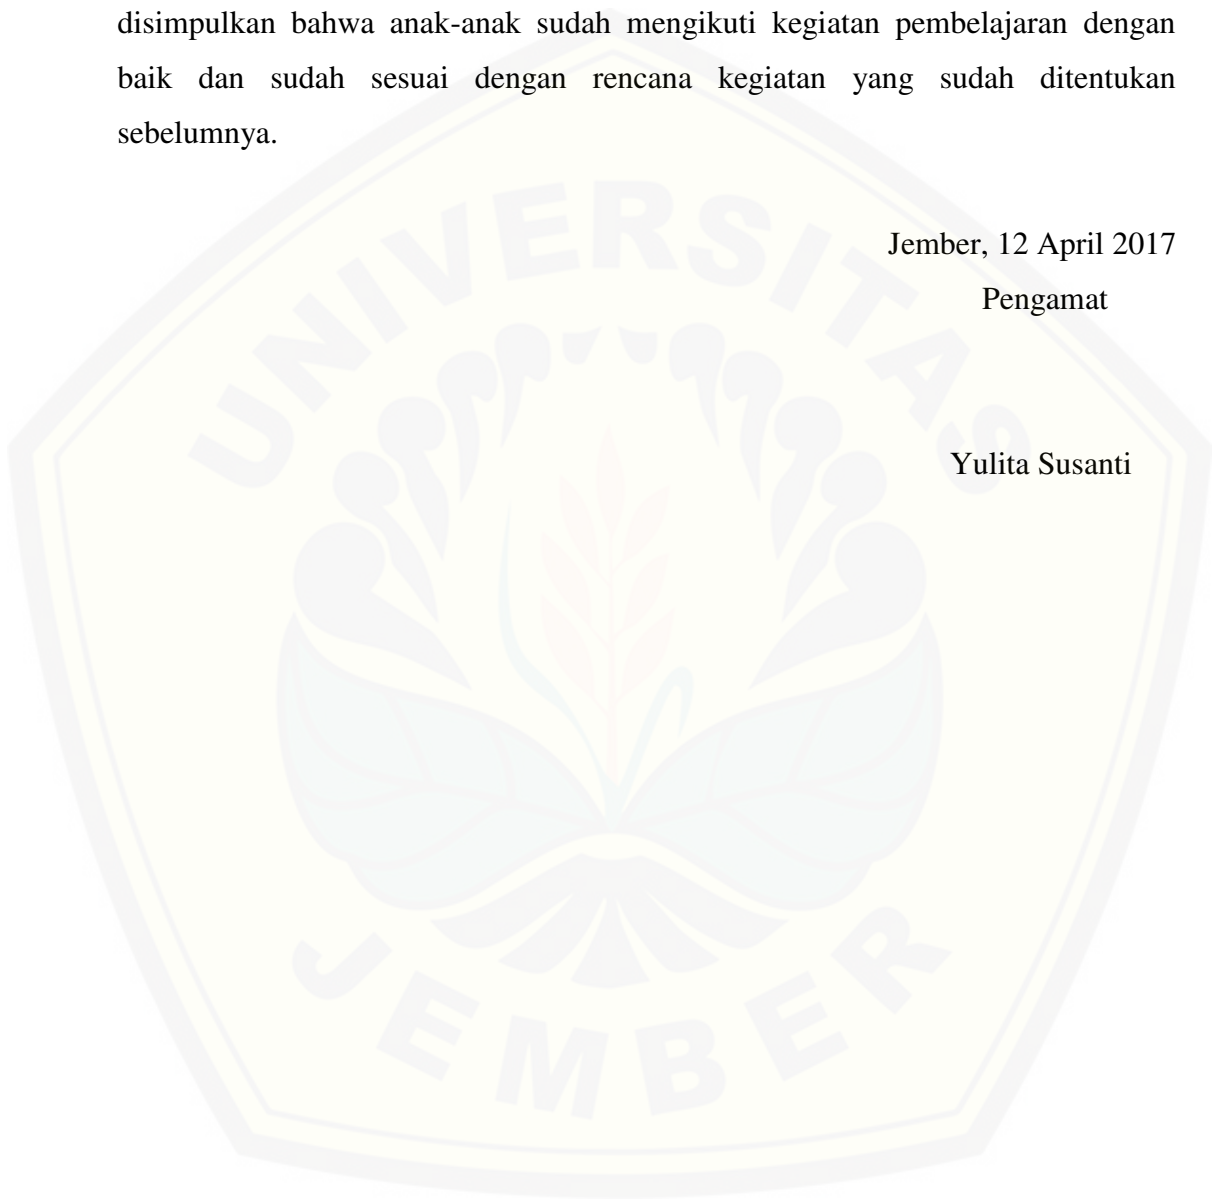 disimpulkan bahwa anak-anak sudah mengikuti kegiatan pembelajaran dengan
baik dan sudah sesuai dengan rencana kegiatan yang sudah ditentukan
sebelumnya.
Jember, 12 April 2017
Pengamat
Yulita Susanti
UNIVERSITAS
JEMBER